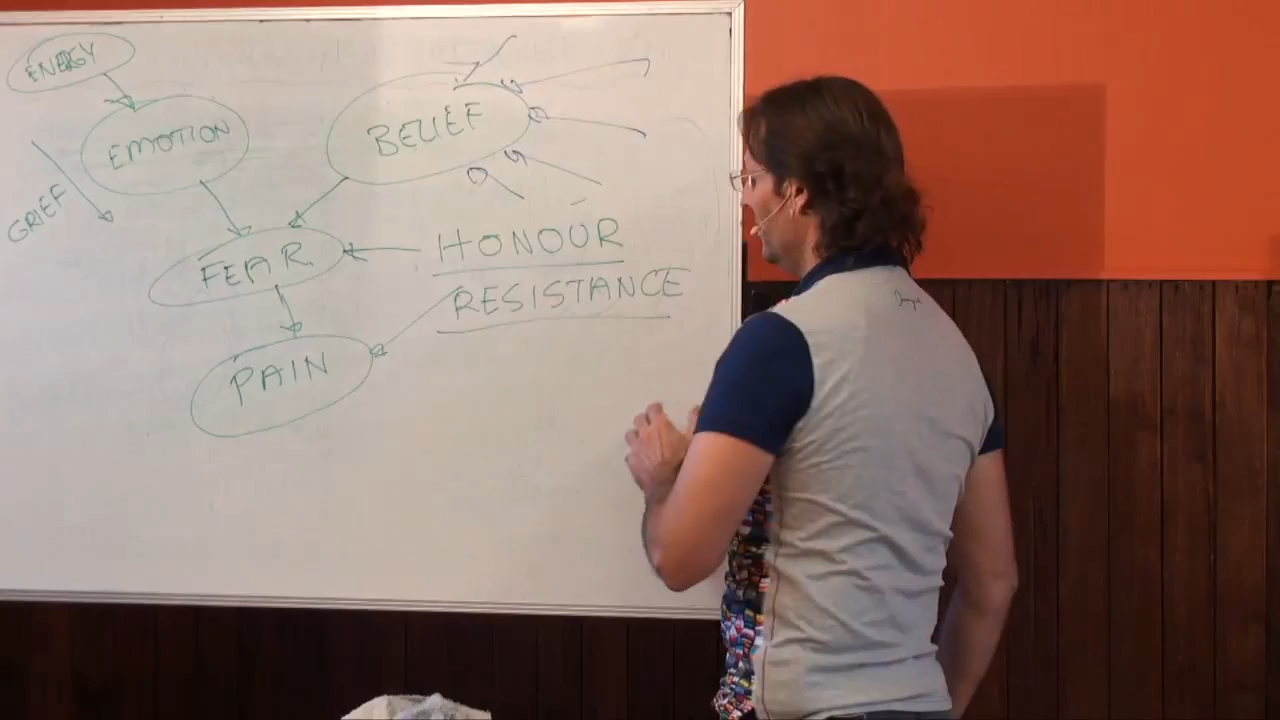 ENERGY
EMOTION
BELIEF
GRIEF
FEAR
HONOUR
RESISTANCE
PAIN